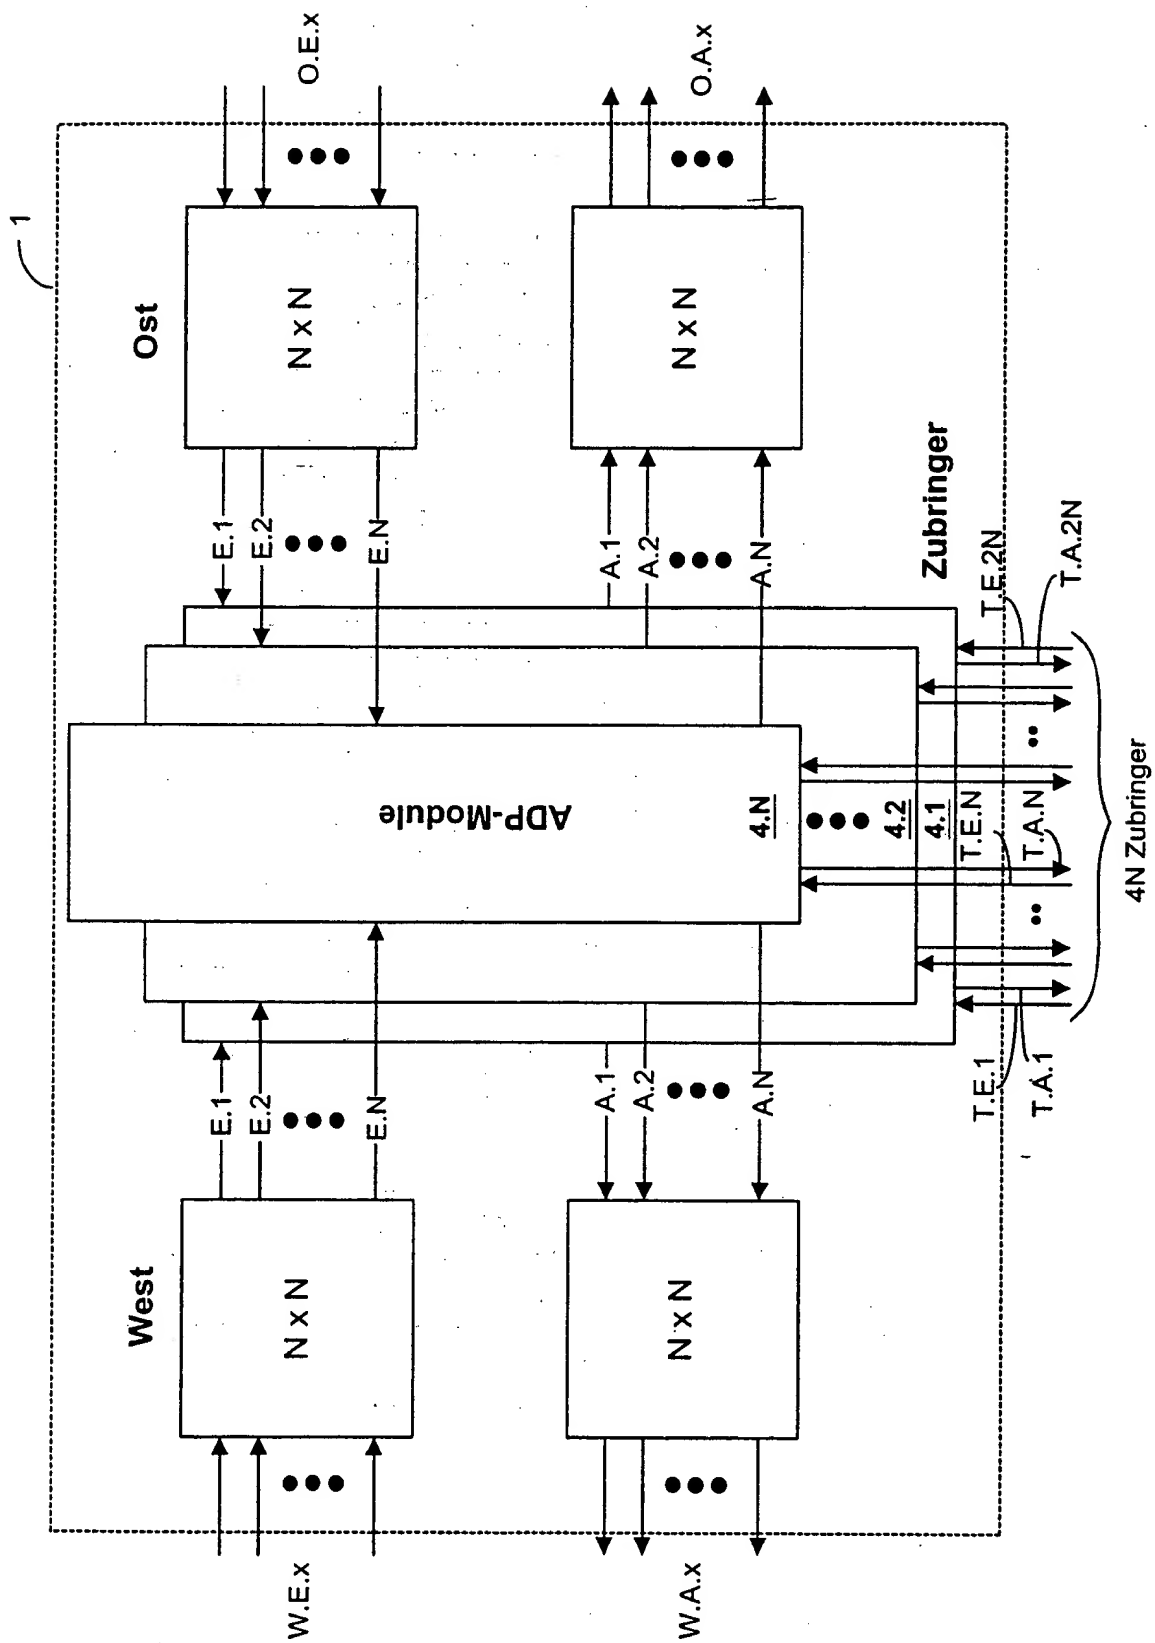 1
West
Ost
W.E.x
N x N
E.1
E.2
E.N
ADP-Module
E.1
E.2
E.N
N x N
O.E.x
W.A.x
N x N
A.1
A.2
A.N
4.N
4.2
4.1
A.1
A.2
A.N
N x N
O.A.x
Zubringer
T.E.1
T.A.1
T.E.N
T.A.N
T.E.2N
T.A.2N
4N Zubringer